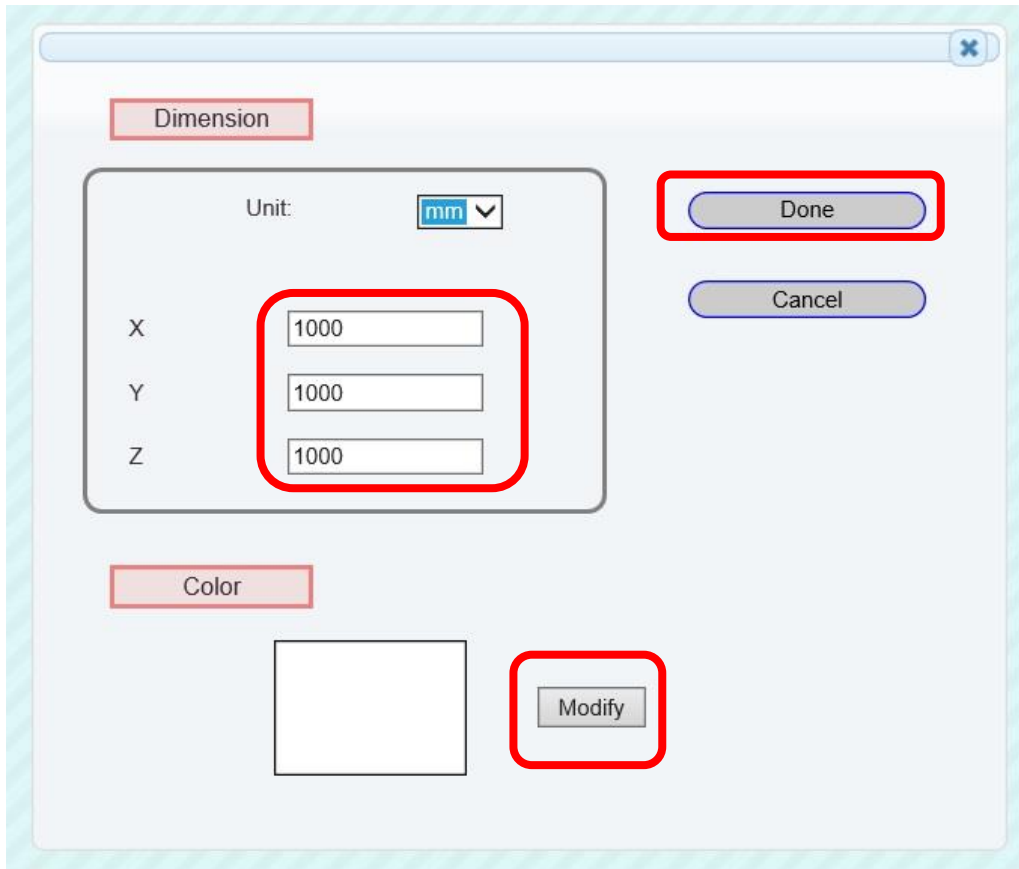 Dimension
Unit: mm
Done
Cancel
X 1000
Y 1000
Z 1000
Color
Modify